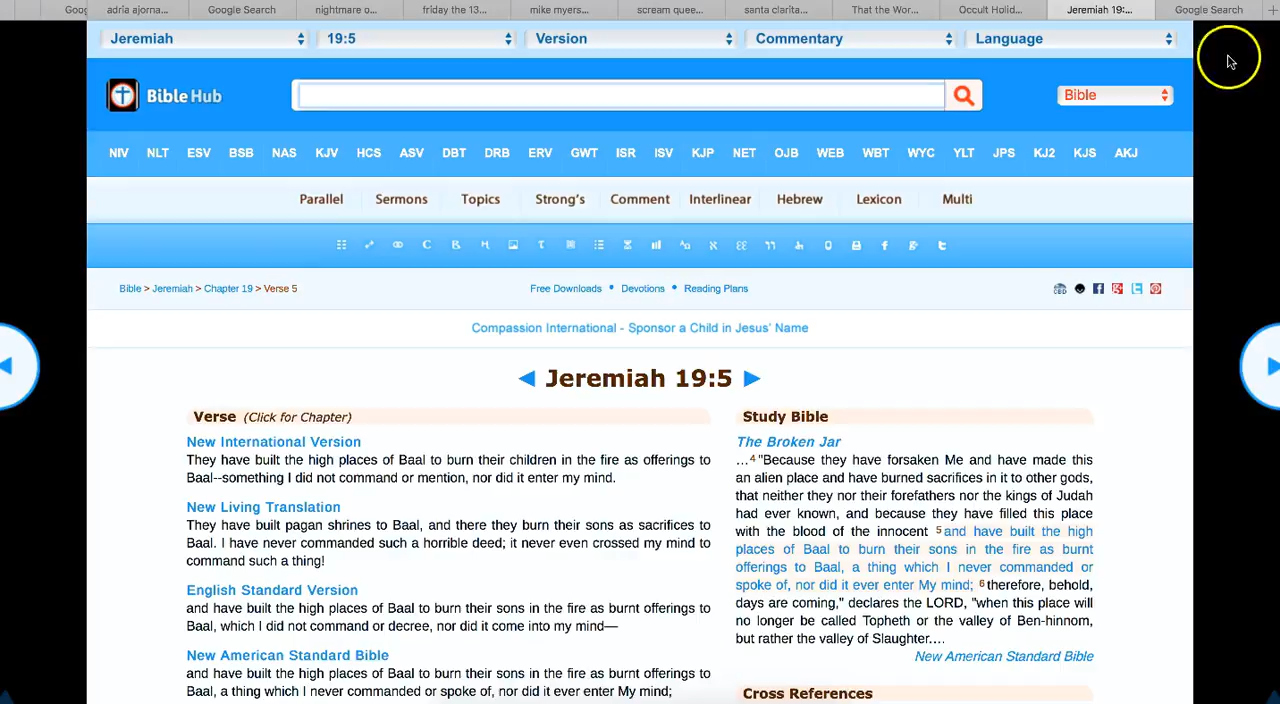 Goog
adria ajorna...
Google Search
nightmare o...
friday the 13...
mike myers...
scream quee...
santa clarita...
That the Wor...
Occult Holid...
Jeremiah 19:...
Google Search
Jeremiah
19:5
Version
Commentary
Language
Bible Hub
Bible
NIV NLT ESV BSB NAS KJV HCS ASV DBT DRB ERV GWT ISR ISV KJP NET OJB WEB WBT WYC YLT JPS KJ2 KJS AKJ
Parallel Sermons Topics Strong's Comment Interlinear Hebrew Lexicon Multi
Bible > Jeremiah > Chapter 19 > Verse 5
Free Downloads • Devotions • Reading Plans
Compassion International - Sponsor a Child in Jesus' Name
◄ Jeremiah 19:5 ►
Verse (Click for Chapter)
New International Version
They have built the high places of Baal to burn their children in the fire as offerings to
Baal--something I did not command or mention, nor did it enter my mind.
New Living Translation
They have built pagan shrines to Baal, and there they burn their sons as sacrifices to
Baal. I have never commanded such a horrible deed; it never even crossed my mind to
command such a thing!
English Standard Version
and have built the high places of Baal to burn their sons in the fire as burnt offerings to
Baal, which I did not command or decree, nor did it come into my mind—
New American Standard Bible
and have built the high places of Baal to burn their sons in the fire as burnt offerings to
Baal, a thing which I never commanded or spoke of, nor did it ever enter My mind;
Study Bible
The Broken Jar
…4"Because they have forsaken Me and have made this
an alien place and have burned sacrifices in it to other gods,
that neither they nor their forefathers nor the kings of Judah
had ever known, and because they have filled this place
with the blood of the innocent 5and have built the high
places of Baal to burn their sons in the fire as burnt
offerings to Baal, a thing which I never commanded or
spoke of, nor did it ever enter My mind; 6therefore, behold,
days are coming," declares the LORD, "when this place will
no longer be called Topheth or the valley of Ben-hinnom,
but rather the valley of Slaughter.…
New American Standard Bible
Cross References